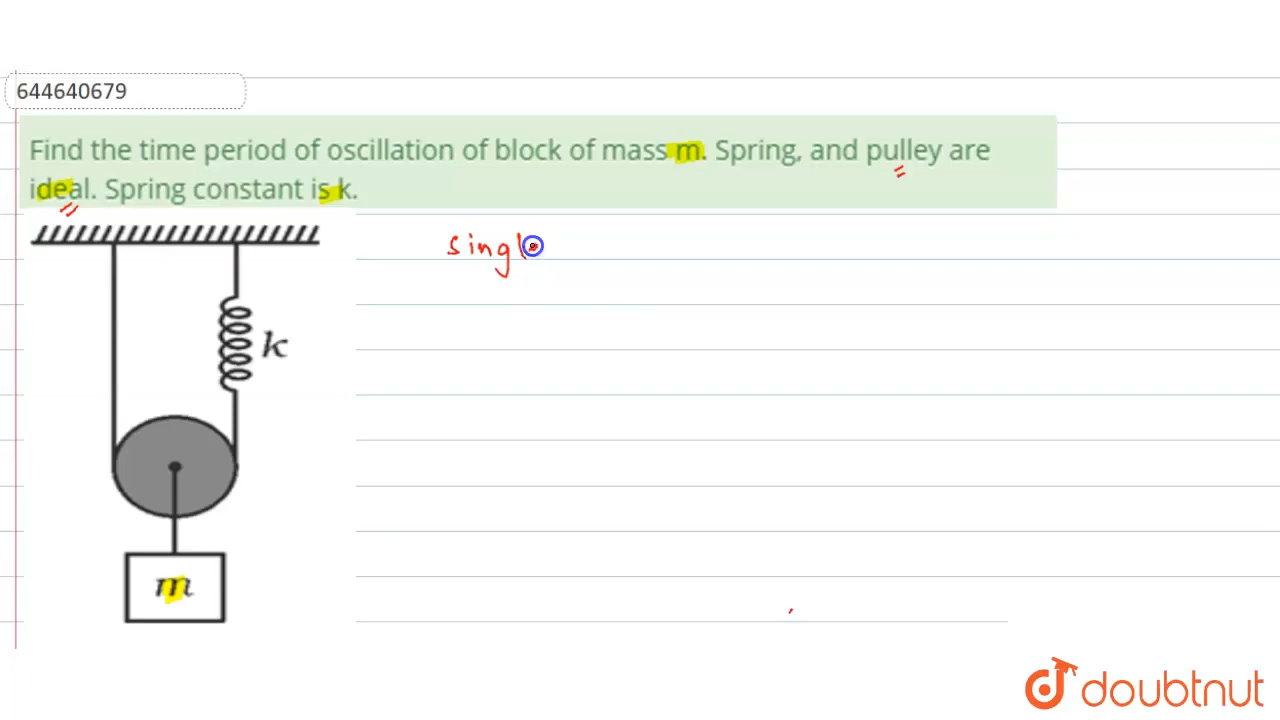 644640679
Find the time period of oscillation of block of mass m. Spring, and pulley are
ideal. Spring constant is k.
singl
k
m
doubtnut